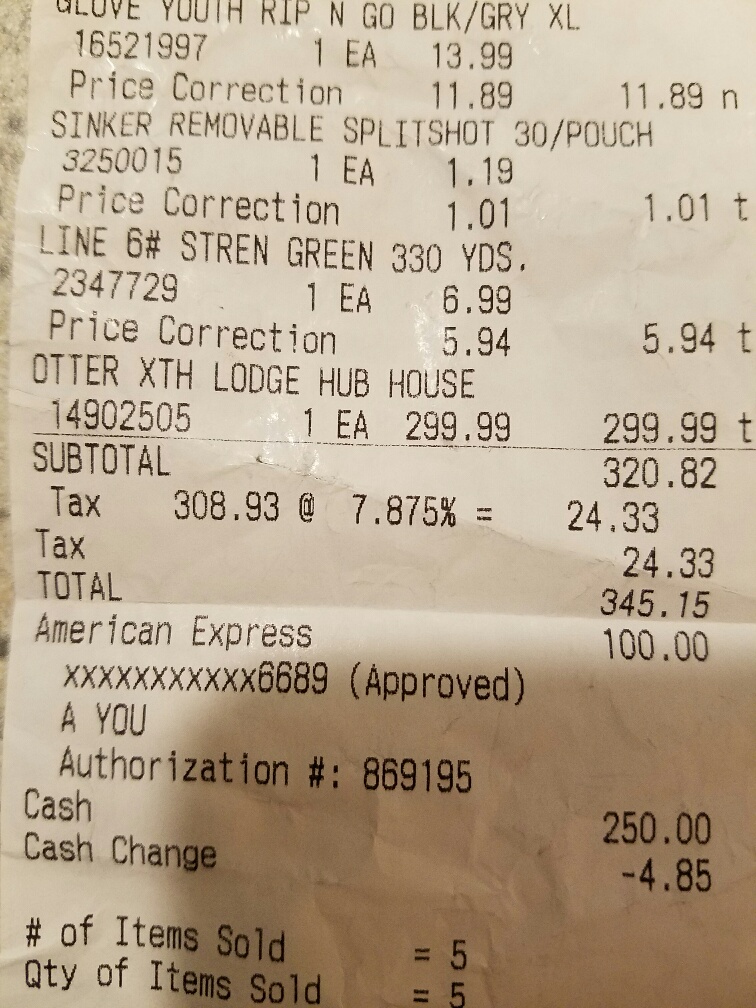 GLOVE YOUTH RIP N GO BLK/GRY XL
16521997 1 EA 13.99
Price Correction 11.89 11.89 n
SINKER REMOVABLE SPLITSHOT 30/POUCH
3250015 1 EA 1.19
Price Correction 1.01 1.01 t
LINE 6# STREN GREEN 330 YDS.
2347729 1 EA 6.99
Price Correction 5.94 5.94 t
OTTER XTH LODGE HUB HOUSE
14902505 1 EA 299.99 299.99 t
SUBTOTAL 320.82
Tax 308.93 @ 7.875% = 24.33
Tax 24.33
TOTAL 345.15
American Express 100.00
xxxxxxxxxxx6689 (Approved)
A YOU
Authorization #: 869195
Cash 250.00
Cash Change -4.85
# of Items Sold = 5
Qty of Items Sold = 5